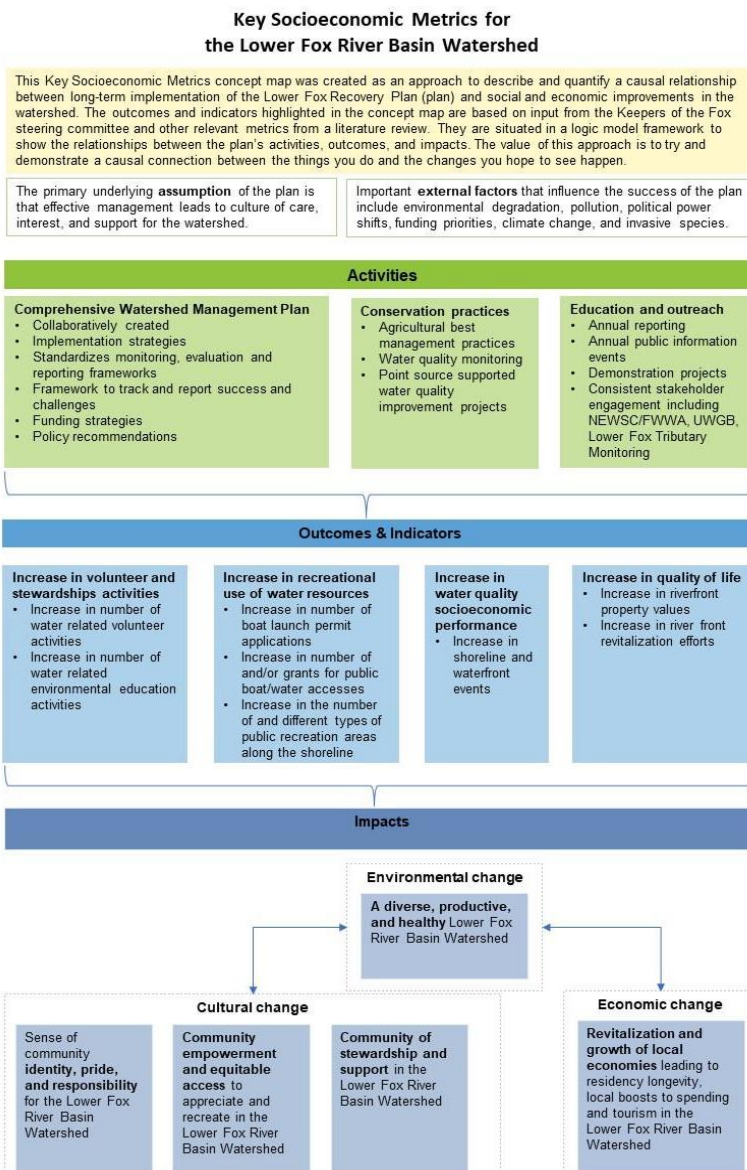 Key Socioeconomic Metrics for
the Lower Fox River Basin Watershed
This Key Socioeconomic Metrics concept map was created as an approach to describe and quantify a causal relationship
between long-term implementation of the Lower Fox Recovery Plan (plan) and social and economic improvements in the
watershed. The outcomes and indicators highlighted in the concept map are based on input from the Keepers of the Fox
steering committee and other relevant metrics from a literature review. They are situated in a logic model framework to
show the relationships between the plan's activities, outcomes, and impacts. The value of this approach is to try and
demonstrate a causal connection between the things you do and the changes you hope to see happen.
The primary underlying assumption of the plan is
that effective management leads to culture of care,
interest, and support for the watershed.
Important external factors that influence the success of the plan
include environmental degradation, pollution, political power
shifts, funding priorities, climate change, and invasive species.
Activities
Comprehensive Watershed Management Plan
• Collaboratively created
• Implementation strategies
• Standardizes monitoring, evaluation and
reporting frameworks
• Framework to track and report success and
challenges
• Funding strategies
• Policy recommendations
Conservation practices
• Agricultural best
management practices
• Water quality monitoring
• Point source supported
water quality
improvement projects
Education and outreach
• Annual reporting
• Annual public information
events
• Demonstration projects
• Consistent stakeholder
engagement including
NEWSC/FWWA, UWGB,
Lower Fox Tributary
Monitoring
Outcomes & Indicators
Increase in volunteer and
stewardships activities
• Increase in number of
water related volunteer
activities
• Increase in number of
water related
environmental education
activities
Increase in recreational
use of water resources
• Increase in number of
boat launch permit
applications
• Increase in number of
and/or grants for public
boat/water accesses
• Increase in the number
of and different types of
public recreation areas
along the shoreline
Increase in
water quality
socioeconomic
performance
• Increase in
shoreline and
waterfront
events
Increase in quality of life
• Increase in riverfront
property values
• Increase in river front
revitalization efforts
Impacts
Environmental change
A diverse, productive,
and healthy Lower Fox
River Basin Watershed
Cultural change
Sense of
community
identity, pride,
and responsibility
for the Lower Fox
River Basin
Watershed
Community
empowerment
and equitable
access to
appreciate and
recreate in the
Lower Fox River
Basin Watershed
Community of
stewardship and
support in the
Lower Fox River
Basin Watershed
Economic change
Revitalization and
growth of local
economies leading to
residency longevity,
local boosts to spending
and tourism in the
Lower Fox River Basin
Watershed